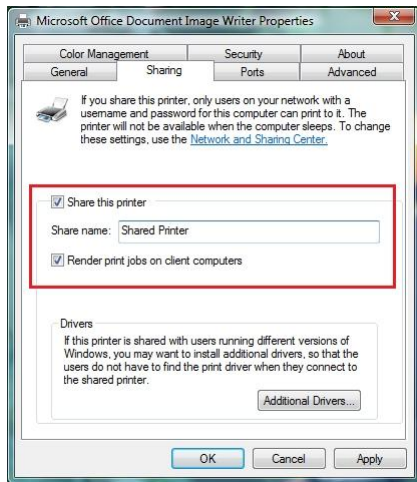 Microsoft Office Document Image Writer Properties
Color Management Security About
General Sharing Ports Advanced
If you share this printer, only users on your network with a
username and password for this computer can print to it. The
printer will not be available when the computer sleeps. To change
these settings, use the Network and Sharing Center.
Share this printer
Share name: Shared Printer
Render print jobs on client computers
Drivers
If this printer is shared with users running different versions of
Windows, you may want to install additional drivers, so that the
users do not have to find the print driver when they connect to
the shared printer.
Additional Drivers...
OK Cancel Apply